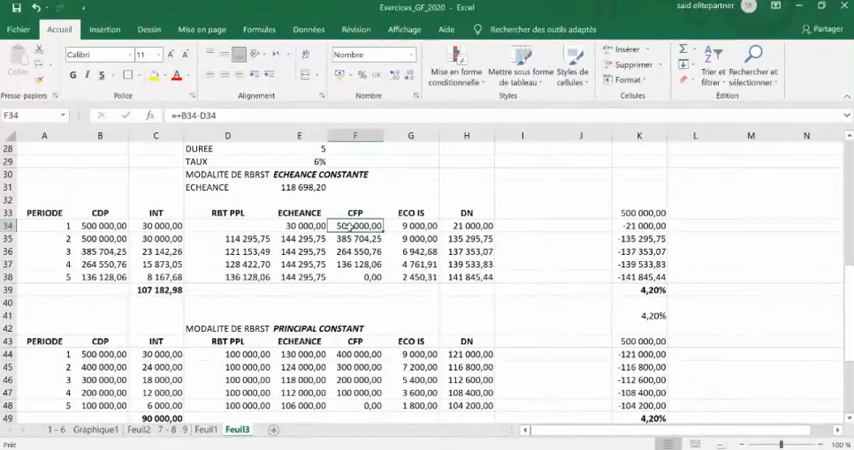 Exercices_GF_2020 - Excel
said elitepartner
Fichier Accueil Insertion Dessin Mise en page Formules Données Révision Affichage Aide Rechercher des outils adaptés Partager
Calibri 11 Nombre
Coller
G I S
Mise en forme conditionnelle
Mettre sous forme de tableau
Styles de cellules
Insérer
Supprimer
Format
Trier et filtrer
Rechercher et sélectionner
Presse-papiers Police Alignement Nombre Styles Cellules Édition
F34 =+B34-D34
A B C D E F G H I J K L M N
28 DUREE 5
29 TAUX 6%
30 MODALITE DE RBRST ECHEANCE CONSTANTE
31 ECHEANCE 118 698,20
32
33 PERIODE CDP INT RBT PPL ECHEANCE CFP ECO IS DN 500 000,00
34 1 500 000,00 30 000,00 30 000,00 500 000,00 9 000,00 21 000,00 -21 000,00
35 2 500 000,00 30 000,00 114 295,75 144 295,75 385 704,25 9 000,00 135 295,75 -135 295,75
36 3 385 704,25 23 142,26 121 153,49 144 295,75 264 550,76 6 942,68 137 353,07 -137 353,07
37 4 264 550,76 15 873,05 128 422,70 144 295,75 136 128,06 4 761,91 139 533,83 -139 533,83
38 5 136 128,06 8 167,68 136 128,06 144 295,75 0,00 2 450,31 141 845,44 -141 845,44
39 107 182,98 4,20%
40
41 4,20%
42 MODALITE DE RBRST PRINCIPAL CONSTANT
43 PERIODE CDP INT RBT PPL ECHEANCE CFP ECO IS DN 500 000,00
44 1 500 000,00 30 000,00 100 000,00 130 000,00 400 000,00 9 000,00 121 000,00 -121 000,00
45 2 400 000,00 24 000,00 100 000,00 124 000,00 300 000,00 7 200,00 116 800,00 -116 800,00
46 3 300 000,00 18 000,00 100 000,00 118 000,00 200 000,00 5 400,00 112 600,00 -112 600,00
47 4 200 000,00 12 000,00 100 000,00 112 000,00 100 000,00 3 600,00 108 400,00 -108 400,00
48 5 100 000,00 6 000,00 100 000,00 106 000,00 0,00 1 800,00 104 200,00 -104 200,00
49 90 000,00 4,20%
1 - 6 Graphique1 Feuil2 7 - 8 9 Feuil1 Feuil3
Prêt 100 %